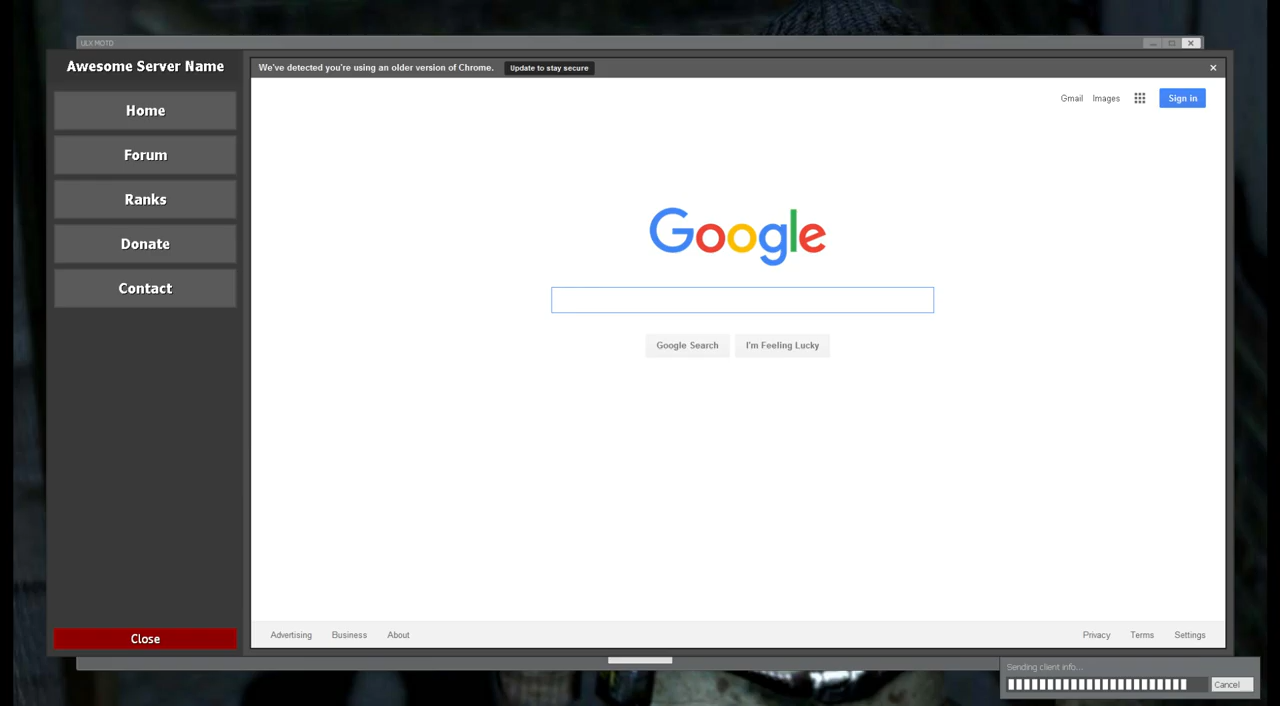 ULX MOTD
Awesome Server Name
Home
Forum
Ranks
Donate
Contact
Close
We've detected you're using an older version of Chrome. Update to stay secure
Gmail Images Sign in
Google
Google Search I'm Feeling Lucky
Advertising Business About
Privacy Terms Settings
Sending client info...
Cancel